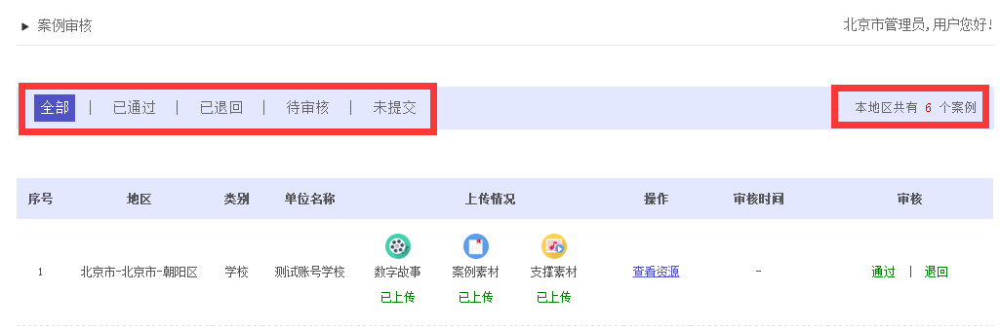 案例审核
北京市管理员,用户您好!
全部 | 已通过 | 已退回 | 待审核 | 未提交
本地区共有 6 个案例
序号 地区 类别 单位名称 上传情况 操作 审核时间 审核
1 北京市-北京市-朝阳区 学校 测试账号学校 数字故事 案例素材 支撑素材 查看资源 - 通过 | 退回
已上传 已上传 已上传